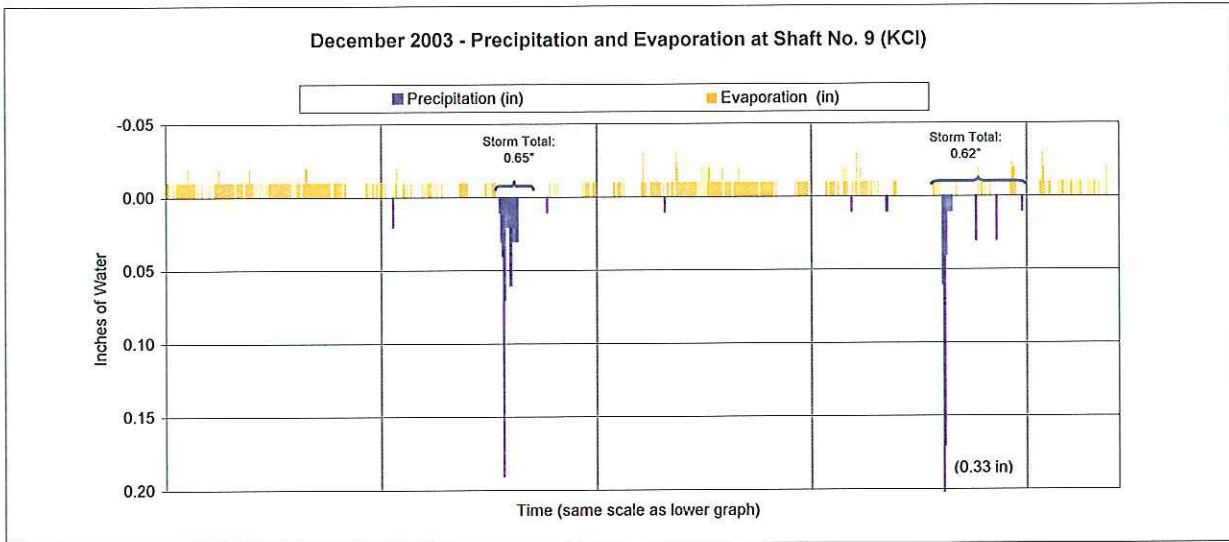 December 2003 - Precipitation and Evaporation at Shaft No. 9 (KCI)
Precipitation (in) Evaporation (in)
-0.05
0.00
0.05
0.10
0.15
0.20
Inches of Water
Storm Total:
0.65"
Storm Total:
0.62"
(0.33 in)
Time (same scale as lower graph)